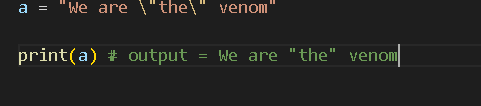 a = "We are \"the\" venom"
print(a) # output = We are "the" venom